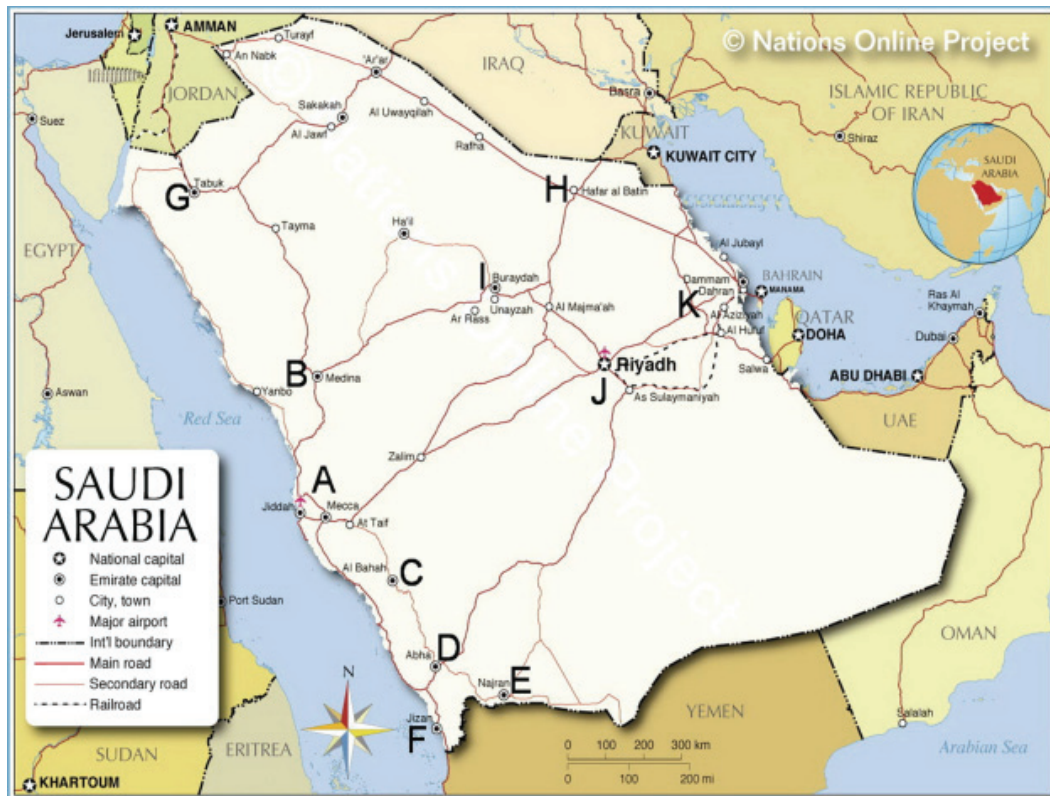 © Nations Online Project
Jerusalem
AMMAN
Turayf
An Nabk
'Ar'ar
IRAQ
ISLAMIC REPUBLIC
OF IRAN
JORDAN
Sakakah
Al Uwayqilah
Basra
Suez
Al Jawf
Rafha
KUWAIT
KUWAIT CITY
Shiraz
SAUDI
ARABIA
G
Tabuk
H
Hafar al Batin
EGYPT
Tayma
Ha'il
Al Jubayl
I
Buraydah
Dammam
BAHRAIN
Dahran
MANAMA
Unayzah
Ar Rass
Al Majma'ah
K
Al Aziziyah
QATAR
Ras Al
Khaymah
Al Hufuf
DOHA
Dubai
B
Medina
Riyadh
J
Salwa
ABU DHABI
Aswan
Yanbo
As Sulaymaniyah
UAE
Red Sea
Zalim
SAUDI
ARABIA
A
Jiddah
Mecca
At Taif
National capital
Emirate capital
City, town
Major airport
Int'l boundary
Main road
Secondary road
Railroad
Al Bahah
C
Port Sudan
OMAN
Abha
D
N
Najran
E
YEMEN
Jizan
F
Salalah
SUDAN
ERITREA
Arabian Sea
KHARTOUM
0 100 200 300 km
0 100 200 mi
© Nations Online Project